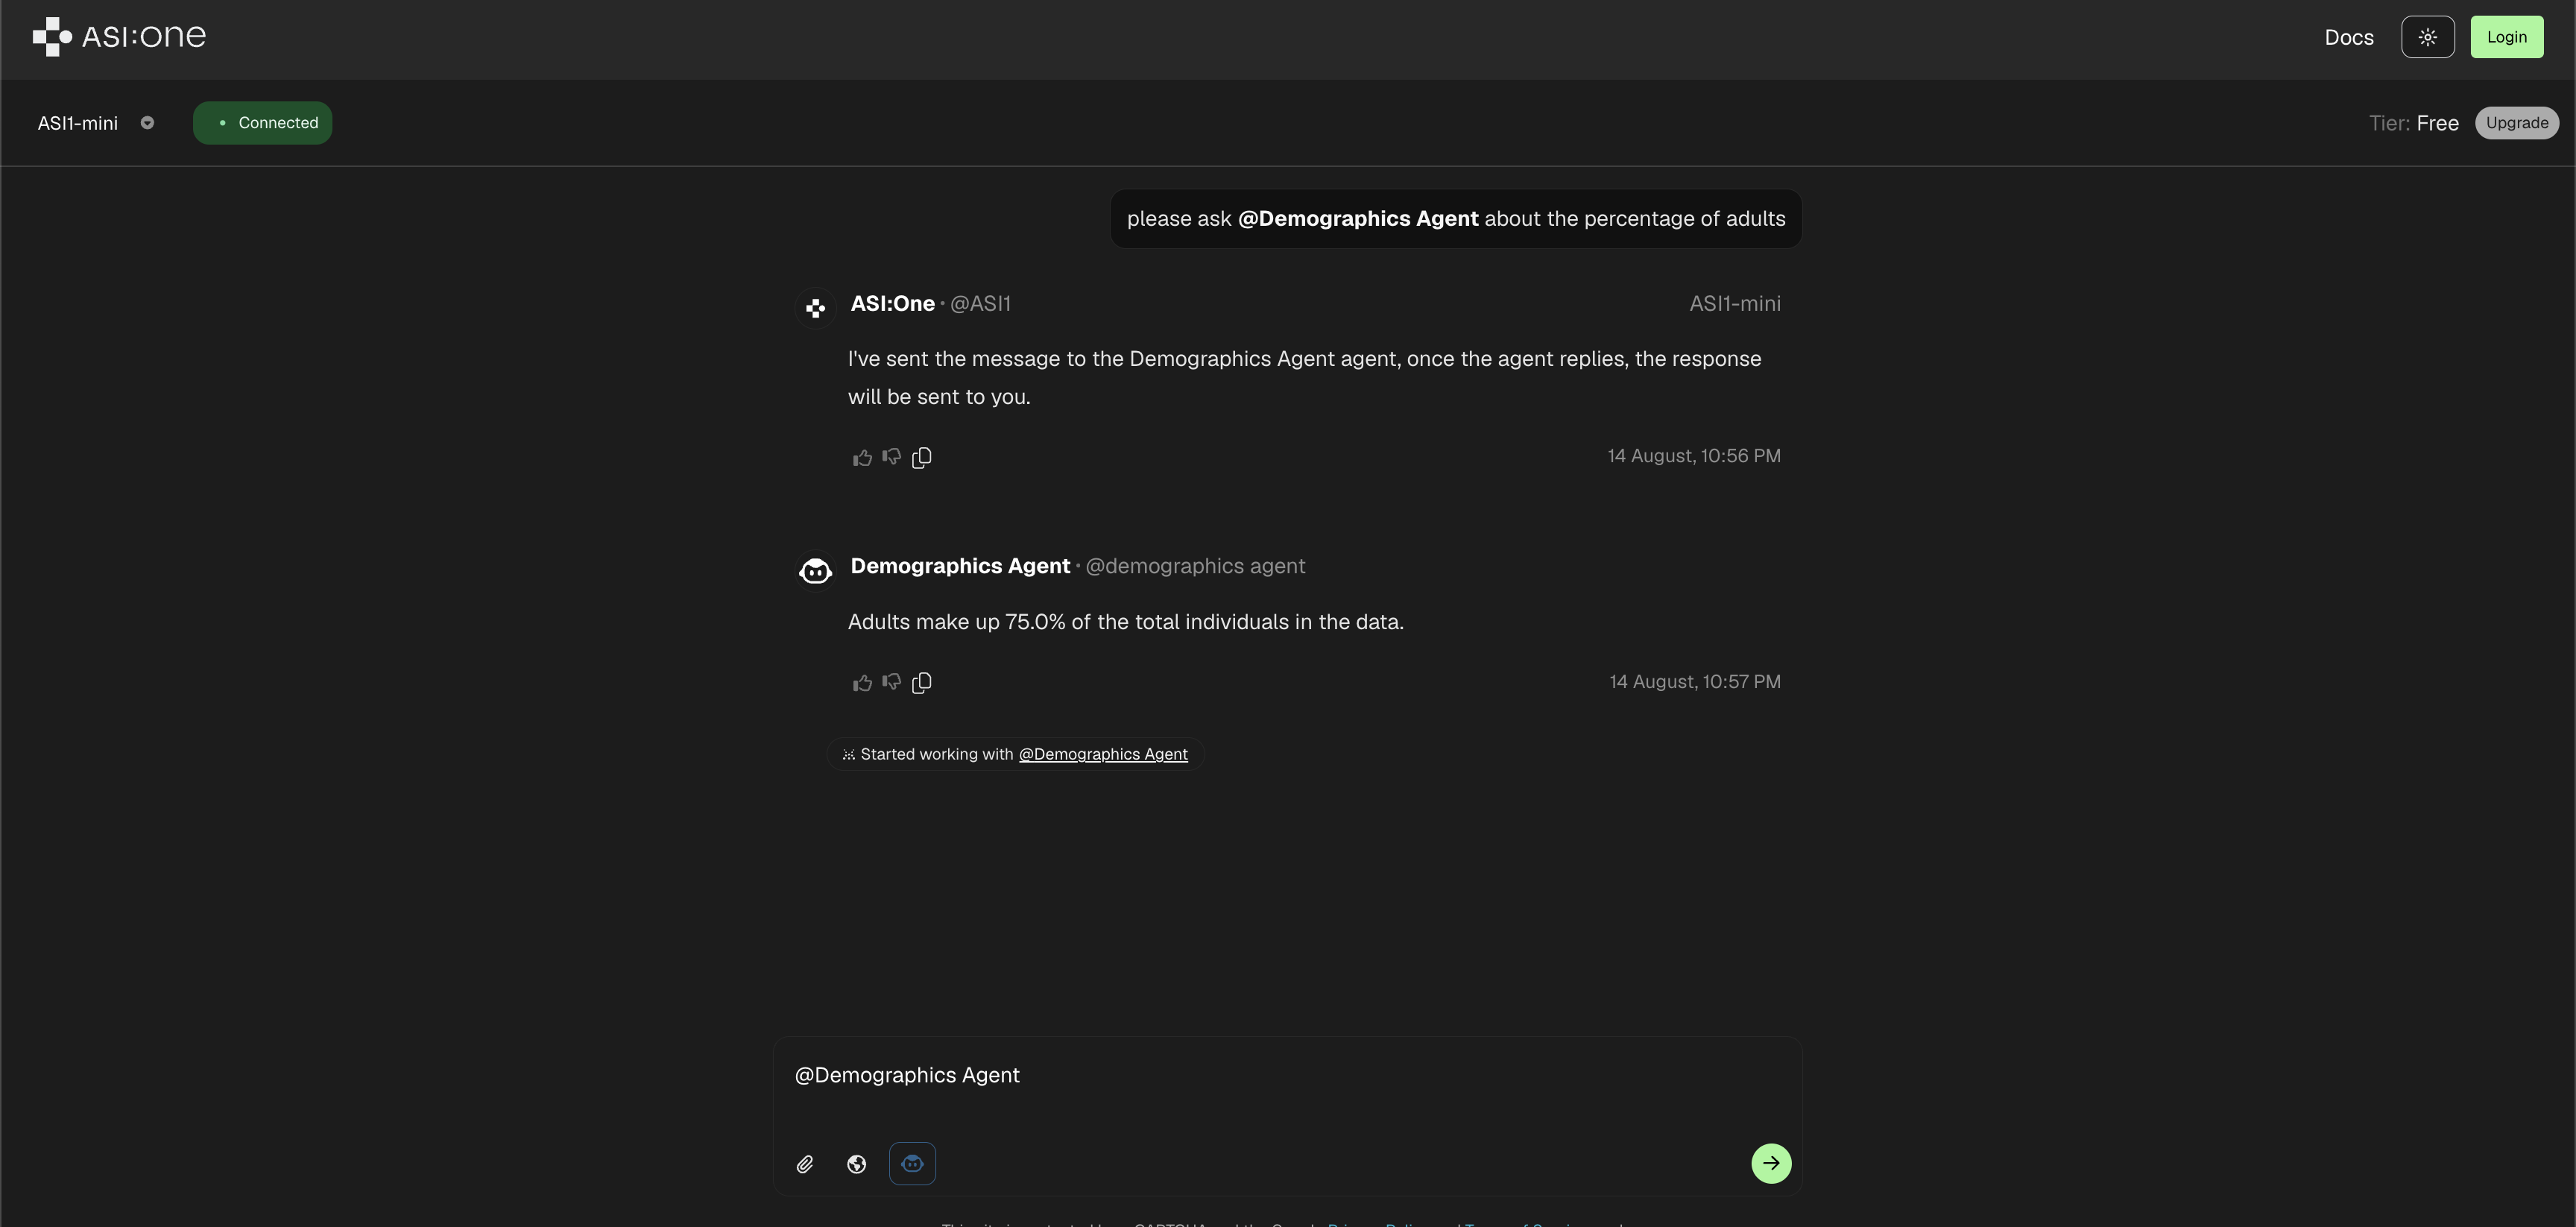 ASI:one
Docs
Login
ASI1-mini
Connected
Tier: Free
Upgrade
please ask @Demographics Agent about the percentage of adults
ASI:One · @ASI1
ASI1-mini
I've sent the message to the Demographics Agent agent, once the agent replies, the response
will be sent to you.
14 August, 10:56 PM
Demographics Agent · @demographics agent
Adults make up 75.0% of the total individuals in the data.
14 August, 10:57 PM
Started working with @Demographics Agent
@Demographics Agent